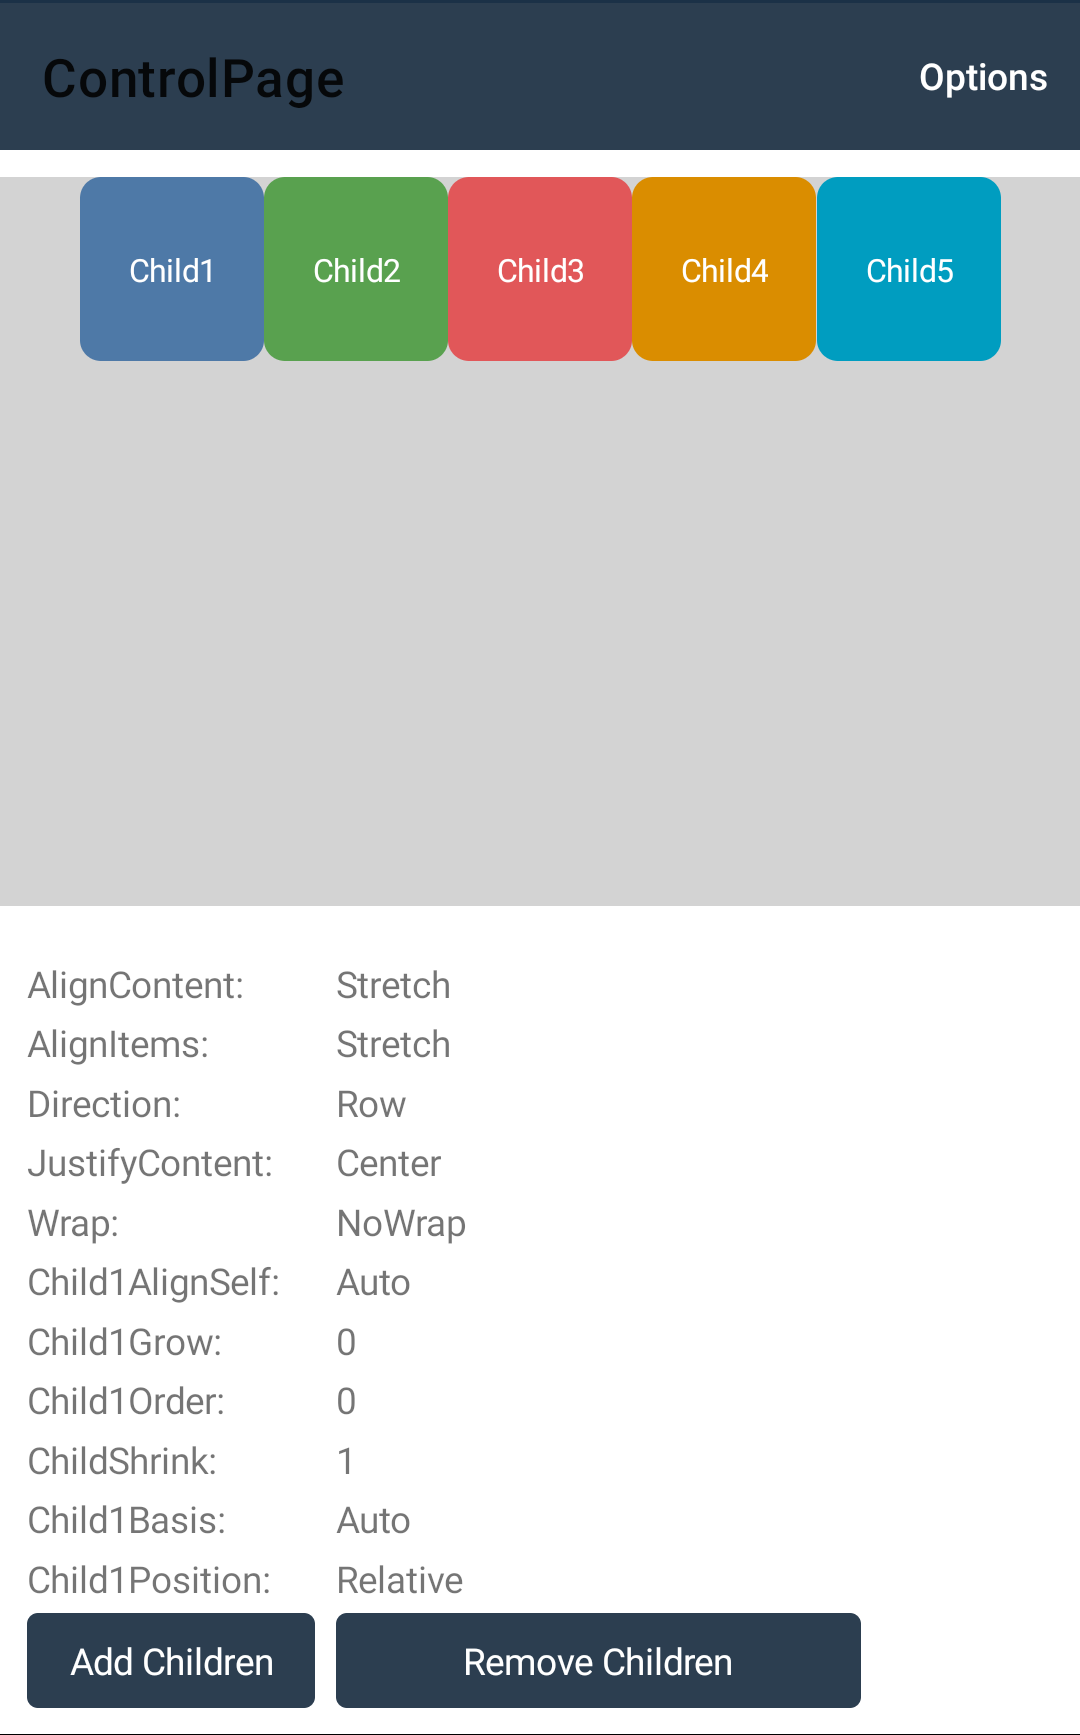 ControlPage Options
Child1 Child2 Child3 Child4 Child5
AlignContent: Stretch
AlignItems: Stretch
Direction: Row
JustifyContent: Center
Wrap: NoWrap
Child1AlignSelf: Auto
Child1Grow: 0
Child1Order: 0
ChildShrink: 1
Child1Basis: Auto
Child1Position: Relative
Add Children Remove Children